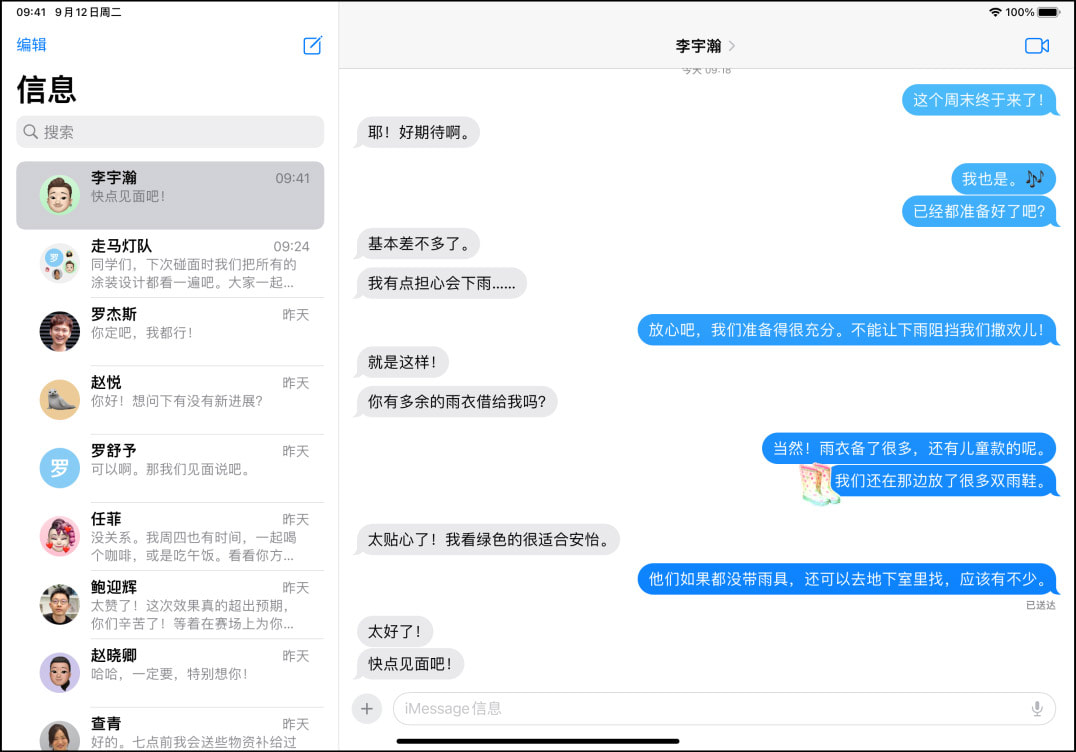 09:41 9月12日周二
100%
编辑
信息
搜索
李宇瀚
09:41
快点见面吧！
走马灯队
09:24
同学们，下次碰面时我们把所有的
涂装设计都看一遍吧。大家一起...
罗杰斯
昨天
你定吧，我都行！
赵悦
昨天
你好！想问下有没有新进展？
罗
罗舒予
昨天
可以啊。那我们见面说吧。
任菲
昨天
没关系。我周四也有时间，一起喝
个咖啡，或是吃午饭。看看你方...
鲍迎辉
昨天
太赞了！这次效果真的超出预期，
你们辛苦了！等着在赛场上为你...
赵晓卿
昨天
哈哈，一定要，特别想你！
查青
昨天
好的。七点前我会送些物资补给过
李宇瀚
今天 09:18
这个周末终于来了！
耶！好期待啊。
我也是。🎶
已经都准备好了吧？
基本差不多了。
我有点担心会下雨......
放心吧，我们准备得很充分。不能让下雨阻挡我们撒欢儿！
就是这样！
你有多余的雨衣借给我吗？
当然！雨衣备了很多，还有儿童款的呢。
我们还在那边放了很多双雨鞋。
太贴心了！我看绿色的很适合安怡。
他们如果都没带雨具，还可以去地下室里找，应该有不少。
已送达
太好了！
快点见面吧！
iMessage信息